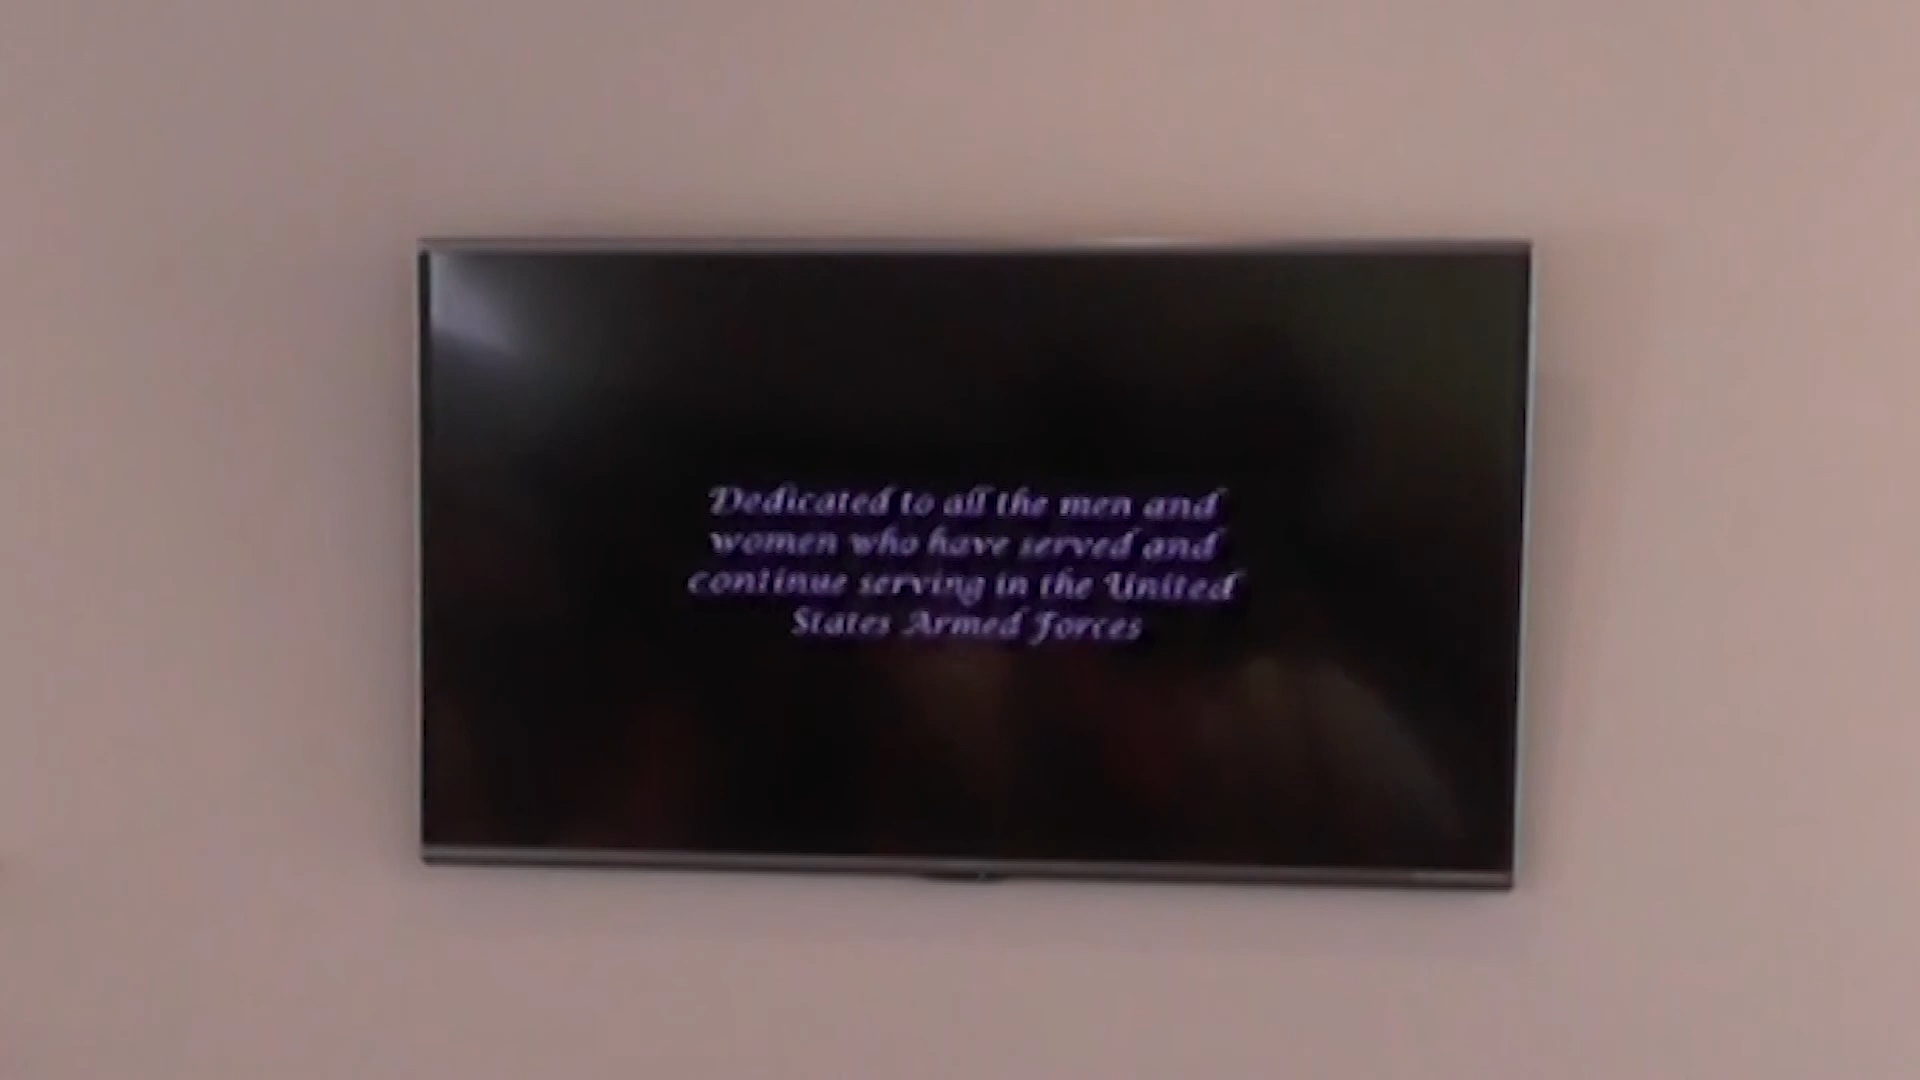 Dedicated to all the men and
women who have served and
continue serving in the United
States Armed Forces